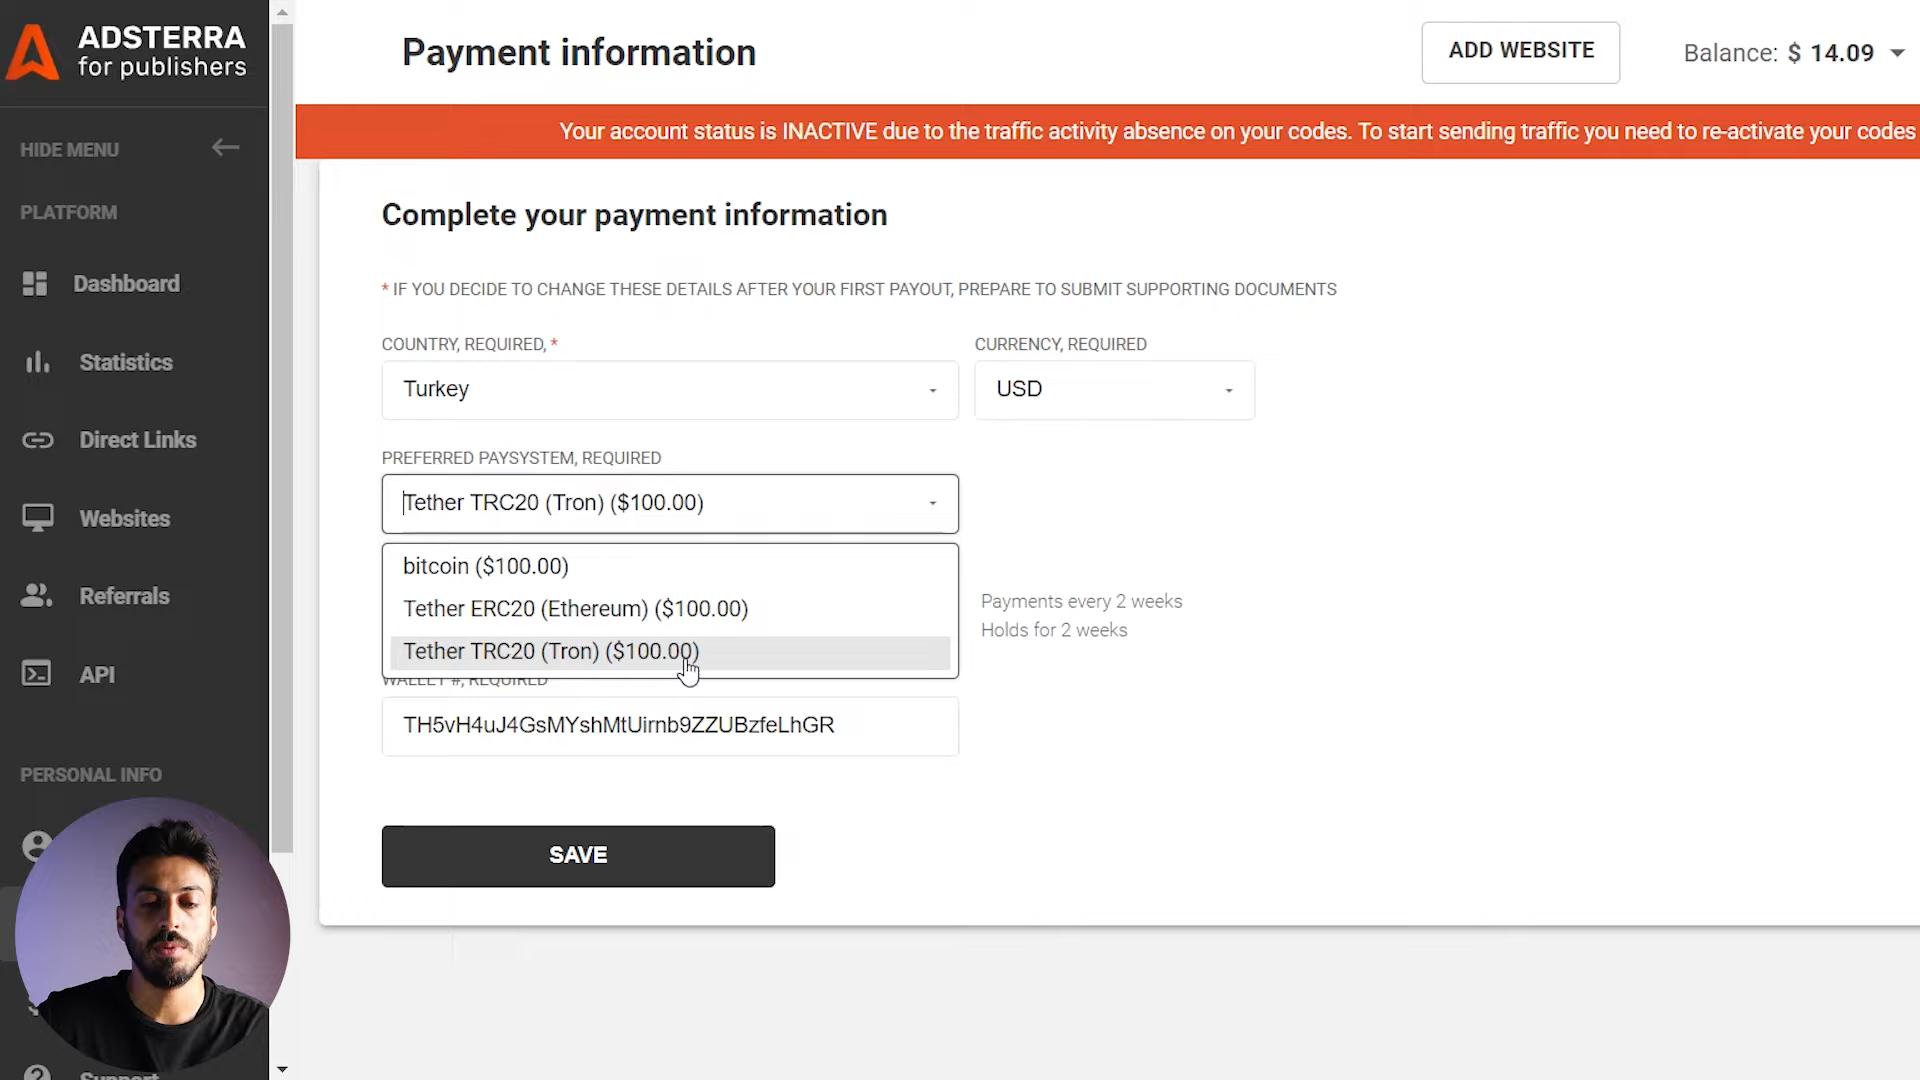 ADSTERRA
for publishers
HIDE MENU
PLATFORM
Dashboard
Statistics
Direct Links
Websites
Referrals
API
PERSONAL INFO
Support
Payment information
ADD WEBSITE
Balance: $ 14.09
Your account status is INACTIVE due to the traffic activity absence on your codes. To start sending traffic you need to re-activate your codes
Complete your payment information
* IF YOU DECIDE TO CHANGE THESE DETAILS AFTER YOUR FIRST PAYOUT, PREPARE TO SUBMIT SUPPORTING DOCUMENTS
COUNTRY, REQUIRED, *
CURRENCY, REQUIRED
Turkey
USD
PREFERRED PAYSYSTEM, REQUIRED
Tether TRC20 (Tron) ($100.00)
bitcoin ($100.00)
Tether ERC20 (Ethereum) ($100.00)
Tether TRC20 (Tron) ($100.00)
Payments every 2 weeks
Holds for 2 weeks
WALLET #, REQUIRED
TH5vH4uJ4GsMYshMtUirnb9ZZUBzfeLhGR
SAVE